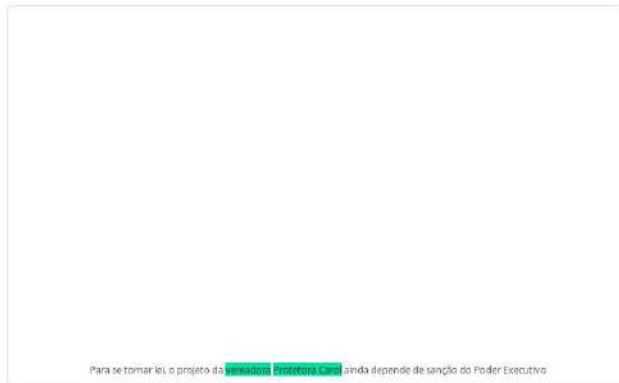 Para se tornar lei, o projeto da vereadora Protetora Carol ainda depende de sanção do Poder Executivo